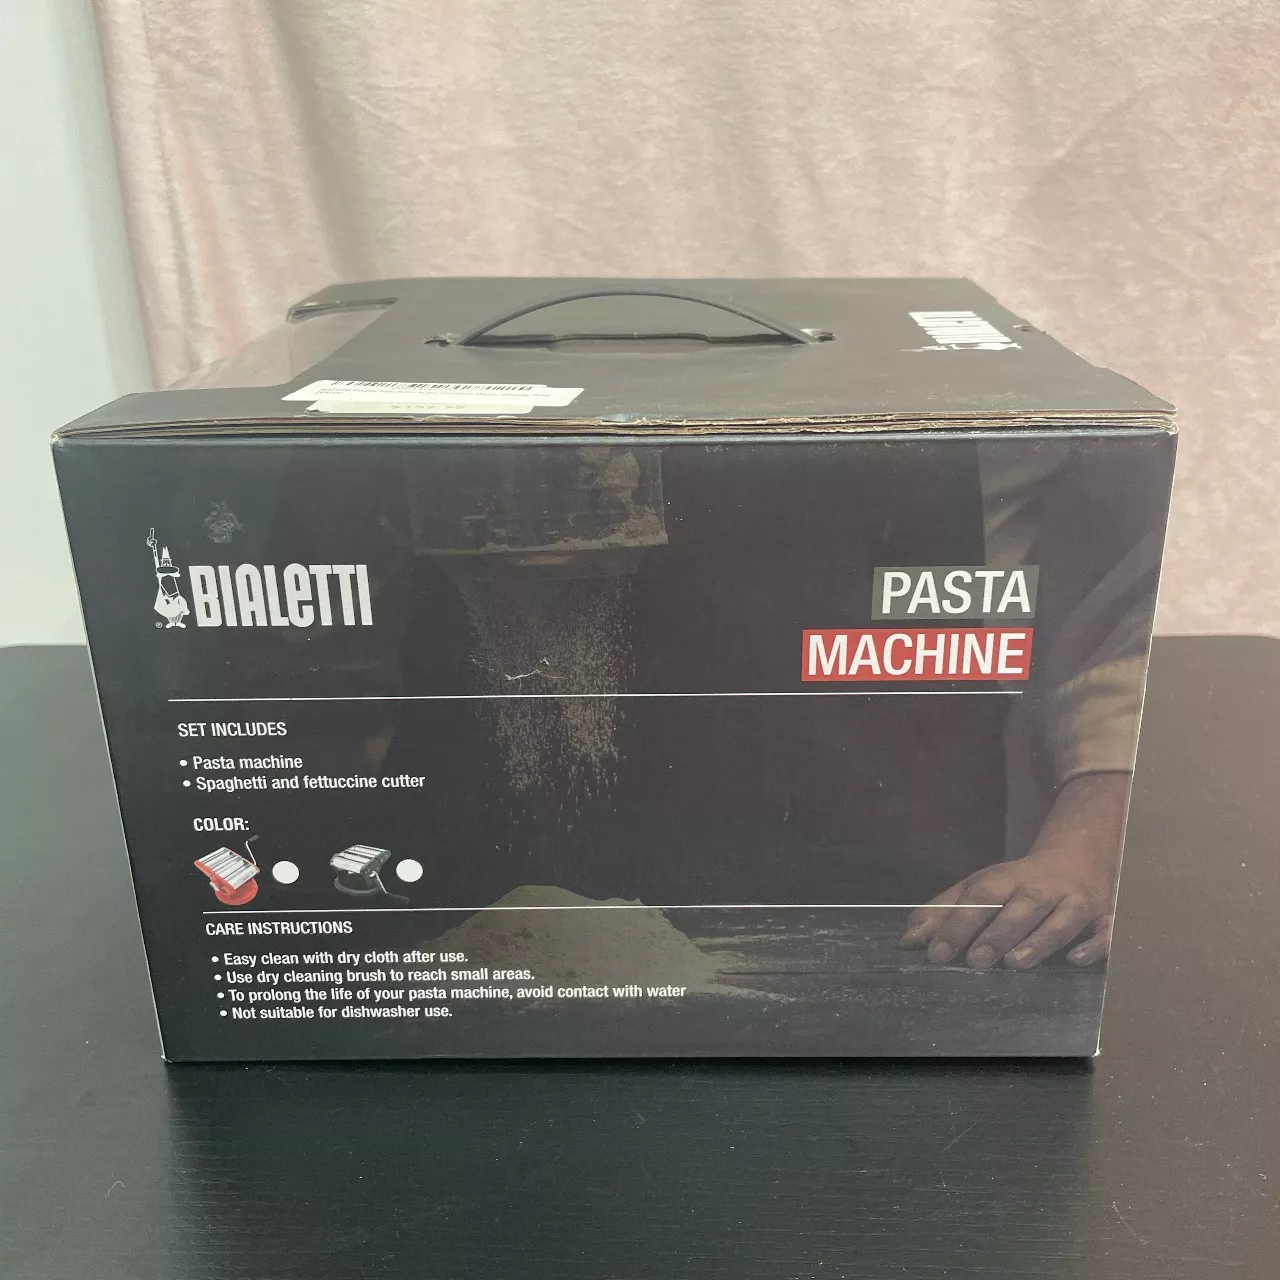 BIALETTI
BIALETTI
PASTA
MACHINE
SET INCLUDES
• Pasta machine
• Spaghetti and fettuccine cutter
COLOR:
CARE INSTRUCTIONS
• Easy clean with dry cloth after use.
• Use dry cleaning brush to reach small areas.
• To prolong the life of your pasta machine, avoid contact with water
• Not suitable for dishwasher use.